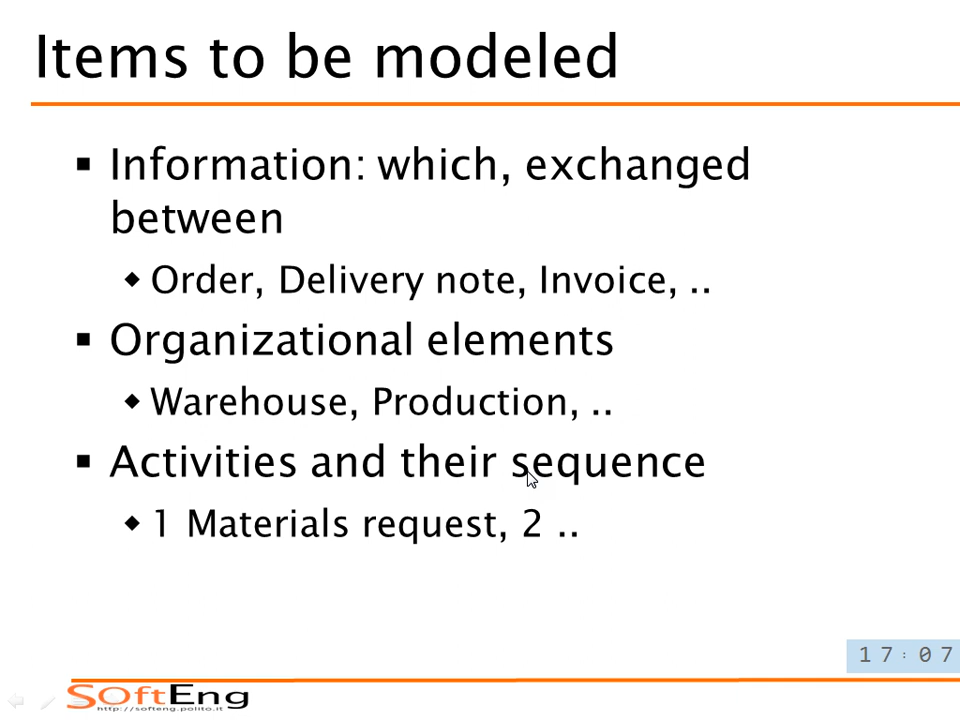 Items to be modeled
▪ Information: which, exchanged
between
◆ Order, Delivery note, Invoice, ..
▪ Organizational elements
◆ Warehouse, Production, ..
▪ Activities and their sequence
◆ 1 Materials request, 2 ..
17:07
SOftEng
http://softeng.polito.it